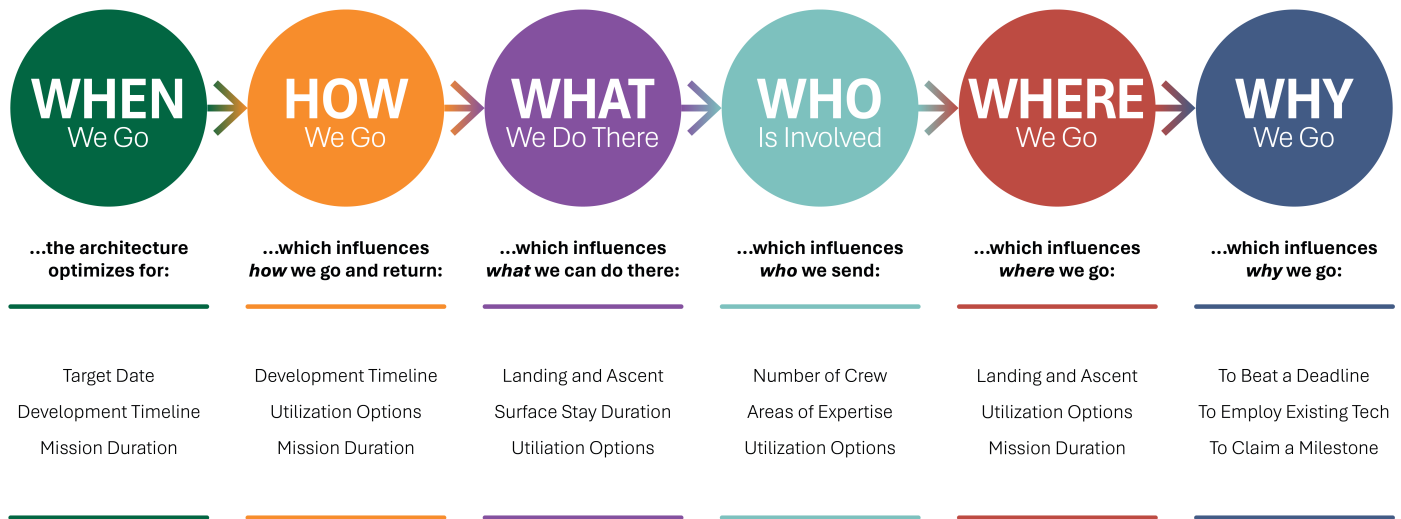 WHEN
We Go
HOW
We Go
WHAT
We Do There
WHO
Is Involved
WHERE
We Go
WHY
We Go
...the architecture
optimizes for:
...which influences
how we go and return:
...which influences
what we can do there:
...which influences
who we send:
...which influences
where we go:
...which influences
why we go:
Target Date
Development Timeline
Mission Duration
Development Timeline
Utilization Options
Mission Duration
Landing and Ascent
Surface Stay Duration
Utiliation Options
Number of Crew
Areas of Expertise
Utilization Options
Landing and Ascent
Utilization Options
Mission Duration
To Beat a Deadline
To Employ Existing Tech
To Claim a Milestone